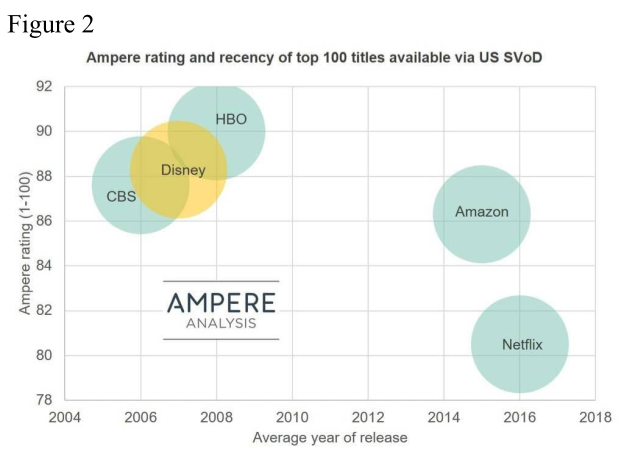 Figure 2
Ampere rating and recency of top 100 titles available via US SVoD
Ampere rating (1-100)
92
90
88
86
84
82
80
78
HBO
Disney
CBS
Amazon
Netflix
AMPERE
ANALYSIS
2004 2006 2008 2010 2012 2014 2016 2018
Average year of release